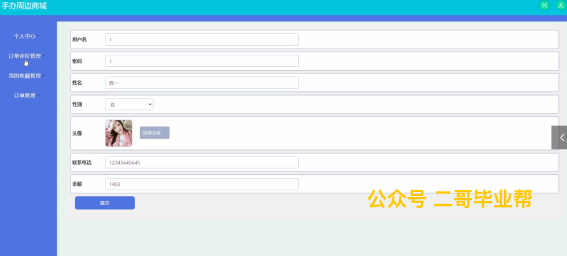 手办周边商城
个人中心
订单评价管理
我的收藏管理
订单管理
用户名 1
密码 1
姓名 四一
性别 女
头像 选择文件
联系电话 12345645645
余额 1402
提交
公众号 二哥毕业帮